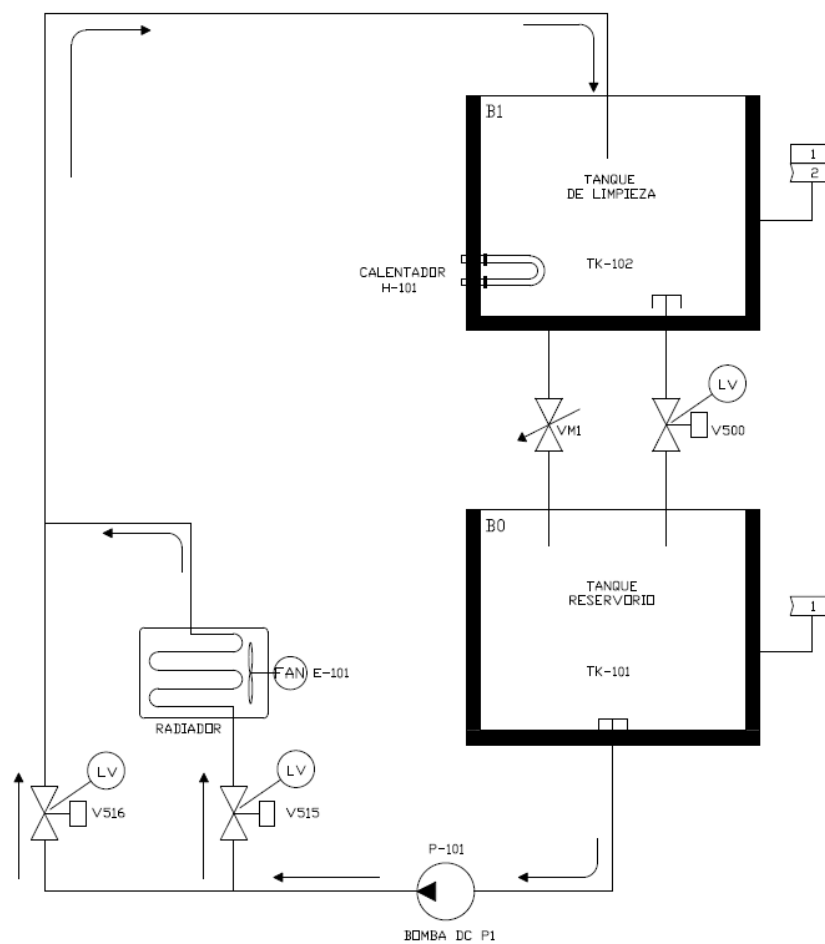 B1
TANQUE
DE LIMPIEZA
TK-102
1
2
CALENTADOR
H-101
LV
VM1
V500
B0
TANQUE
RESERVORIO
TK-101
1
FAN
E-101
RADIADOR
LV
V516
LV
V515
P-101
BOMBA DC P1